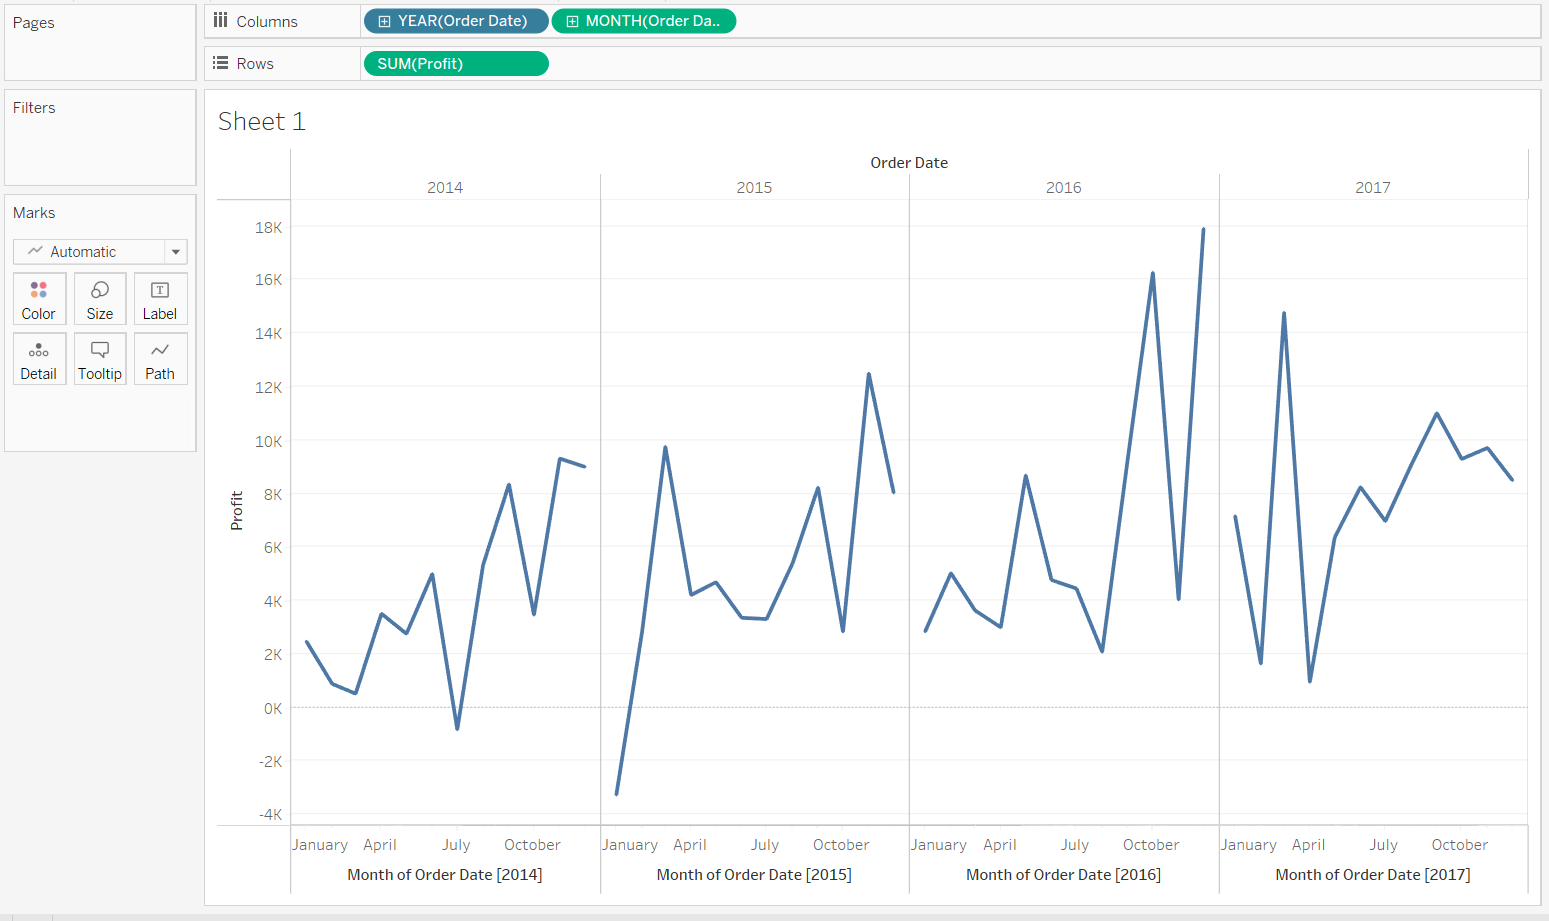 Pages
Columns
YEAR(Order Date)
MONTH(Order Da..
Rows
SUM(Profit)
Filters
Marks
Automatic
Color
Size
Label
Detail
Tooltip
Path
Sheet 1
Order Date
2014
2015
2016
2017
18K
16K
14K
12K
10K
8K
6K
4K
2K
0K
-2K
-4K
Profit
January April July October
January April July October
January April July October
January April July October
Month of Order Date [2014]
Month of Order Date [2015]
Month of Order Date [2016]
Month of Order Date [2017]